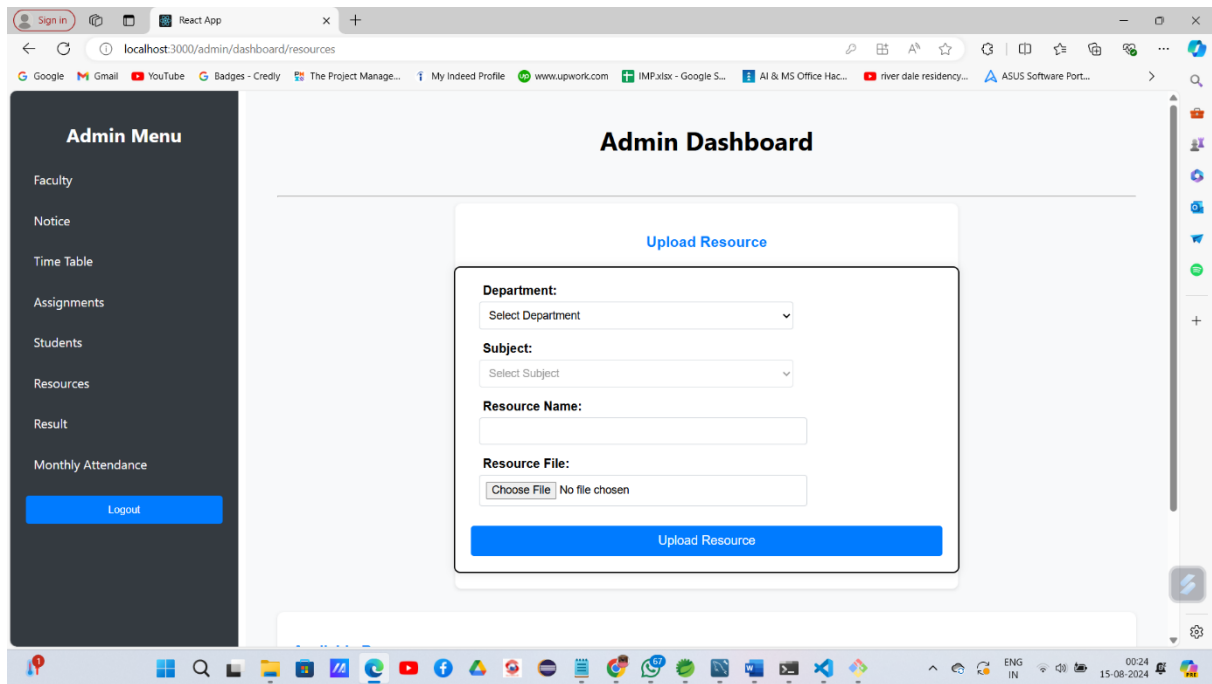 Sign in
React App
localhost:3000/admin/dashboard/resources
Google Gmail YouTube Badges - Credly The Project Manage... My Indeed Profile www.upwork.com IMP.xlsx - Google S... AI & MS Office Hac... river dale residency... ASUS Software Port...
Admin Menu
Faculty
Notice
Time Table
Assignments
Students
Resources
Result
Monthly Attendance
Logout
Admin Dashboard
Upload Resource
Department:
Select Department
Subject:
Select Subject
Resource Name:
Resource File:
Choose File No file chosen
Upload Resource
67
ENG
IN
00:24
15-08-2024
PRE